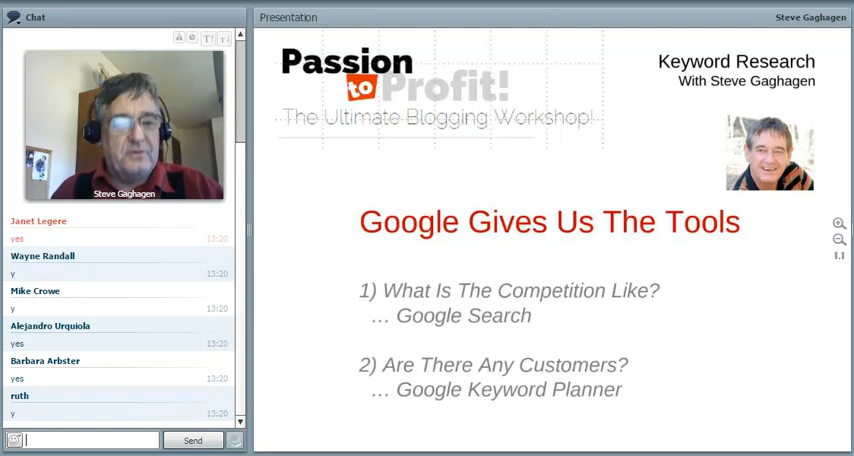 Chat
Steve Gaghagen
Janet Legere
yes 13:20
Wayne Randall
y 13:20
Mike Crowe
y 13:20
Alejandro Urquiola
yes 13:20
Barbara Arbster
yes 13:20
ruth
y 13:20
Send
Presentation
Steve Gaghagen
Passion
to Profit!
The Ultimate Blogging Workshop!
Keyword Research
With Steve Gaghagen
Google Gives Us The Tools
1) What Is The Competition Like?
... Google Search
2) Are There Any Customers?
... Google Keyword Planner
1.1